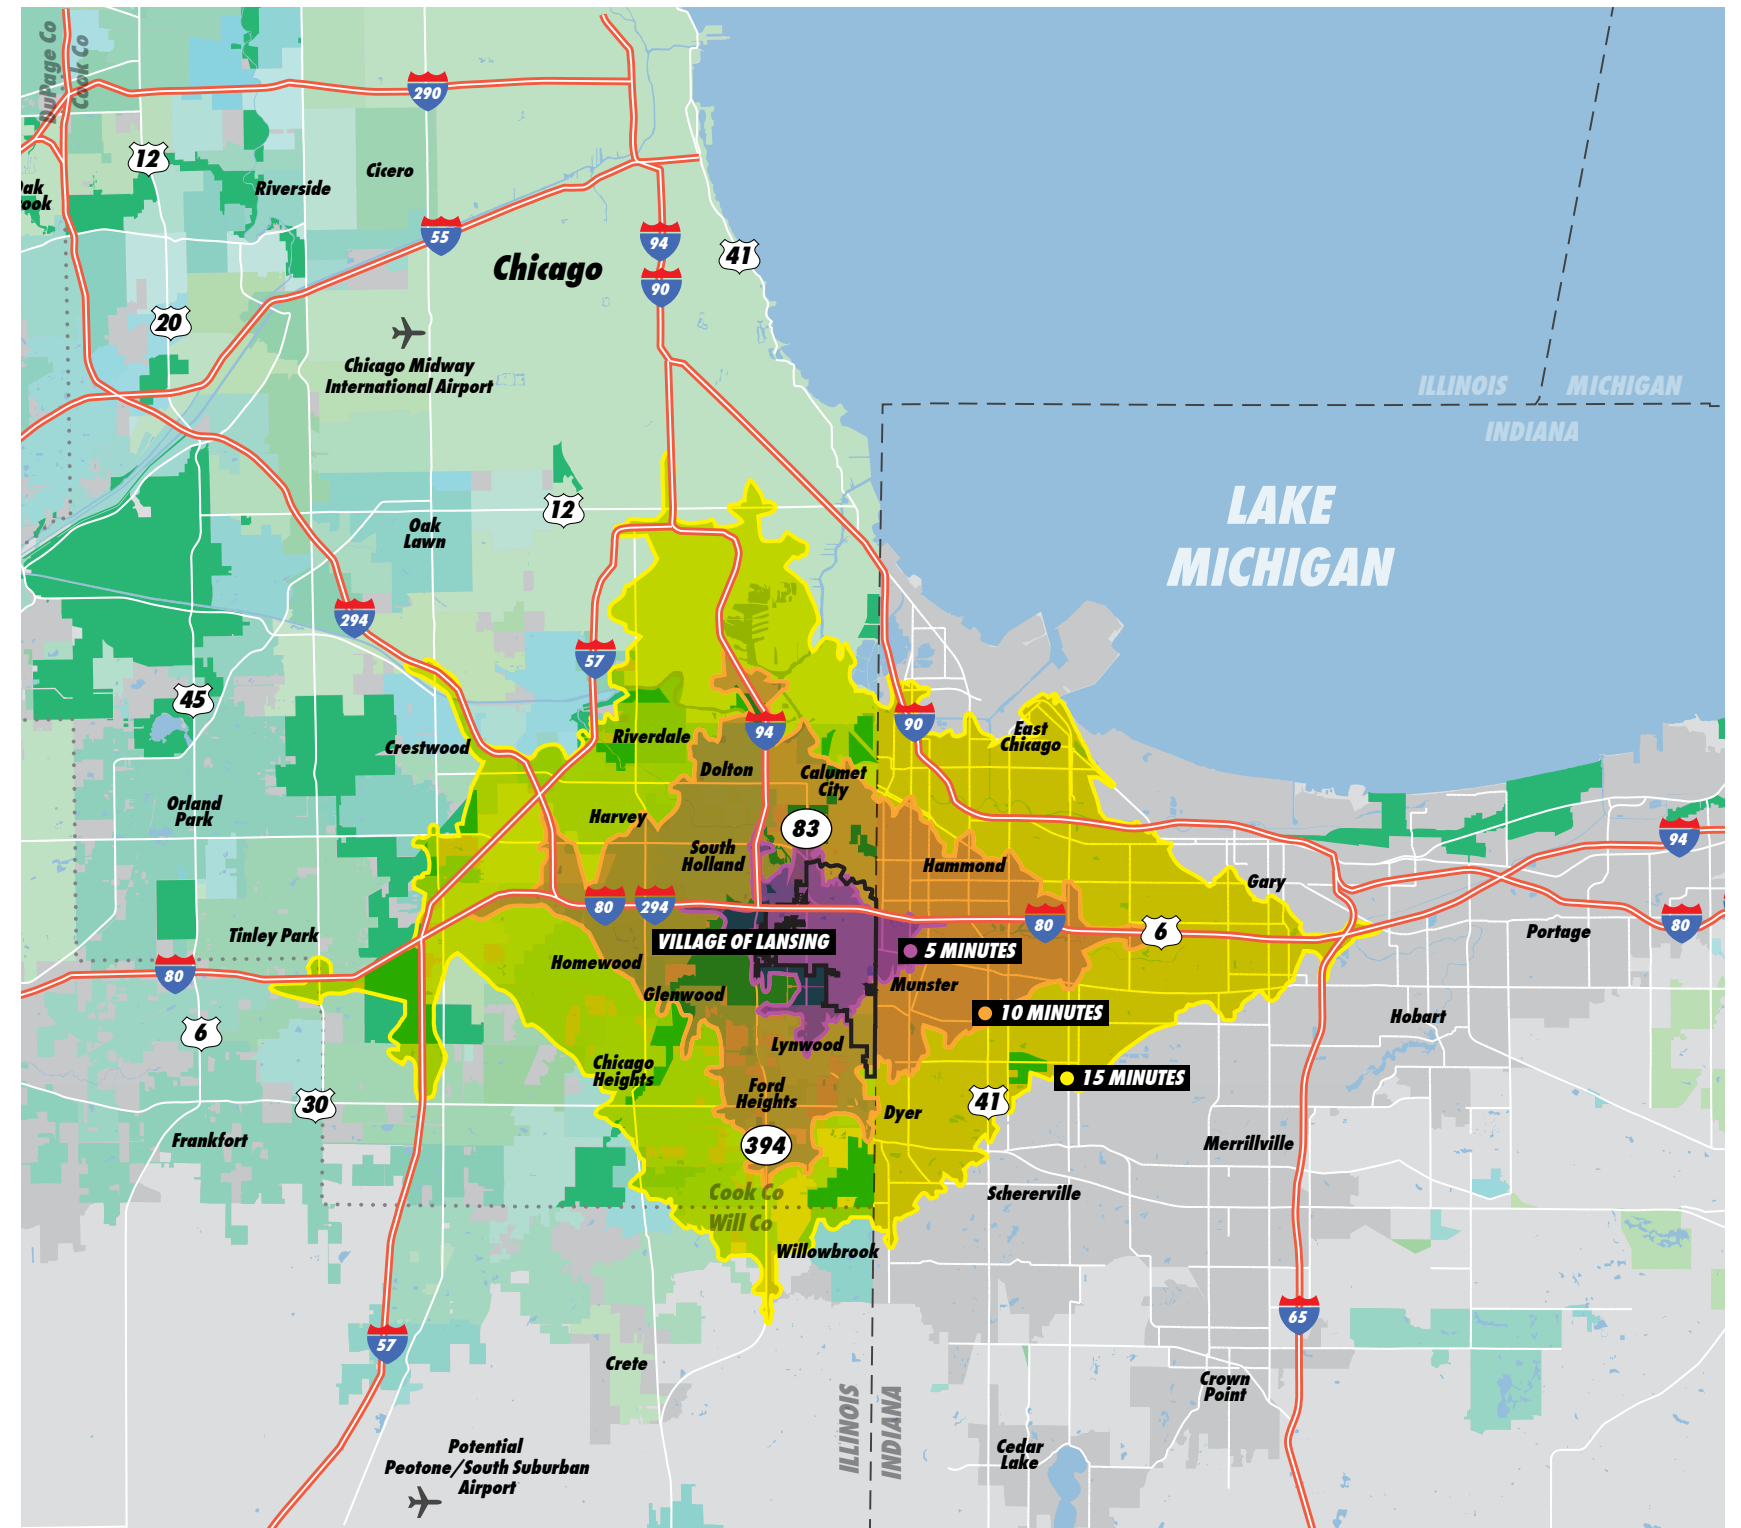 DuPage Co
Cook Co
290
12
Cicero
Riverside
ak
ook
55
94
41
Chicago
90
20
Chicago Midway
International Airport
ILLINOIS
MICHIGAN
INDIANA
LAKE
MICHIGAN
12
Oak
Lawn
294
57
45
90
94
East
Chicago
Riverdale
Crestwood
Dolton
Calumet
City
Orland
Park
Harvey
83
94
South
Holland
Hammond
Gary
80
294
80
6
80
Portage
Tinley Park
VILLAGE OF LANSING
5 MINUTES
Homewood
80
Glenwood
Munster
10 MINUTES
Hobart
6
Lynwood
Chicago
Heights
15 MINUTES
Ford
Heights
30
41
Dyer
Frankfort
394
Merrillville
Cook Co
Will Co
Schererville
Willowbrook
65
57
Crete
Crown
Point
ILLINOIS
INDIANA
Potential
Peotone/South Suburban
Airport
Cedar
Lake